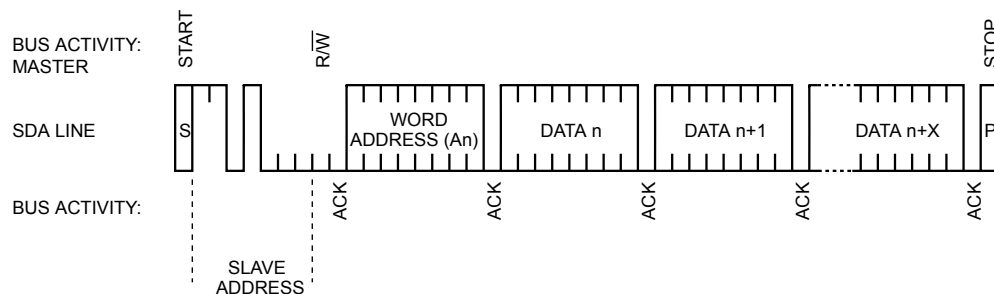 BUS ACTIVITY:
MASTER
START
R/W
STOP
SDA LINE
S
WORD
ADDRESS (An)
DATA n
DATA n+1
DATA n+X
P
BUS ACTIVITY:
ACK
ACK
ACK
ACK
ACK
SLAVE
ADDRESS